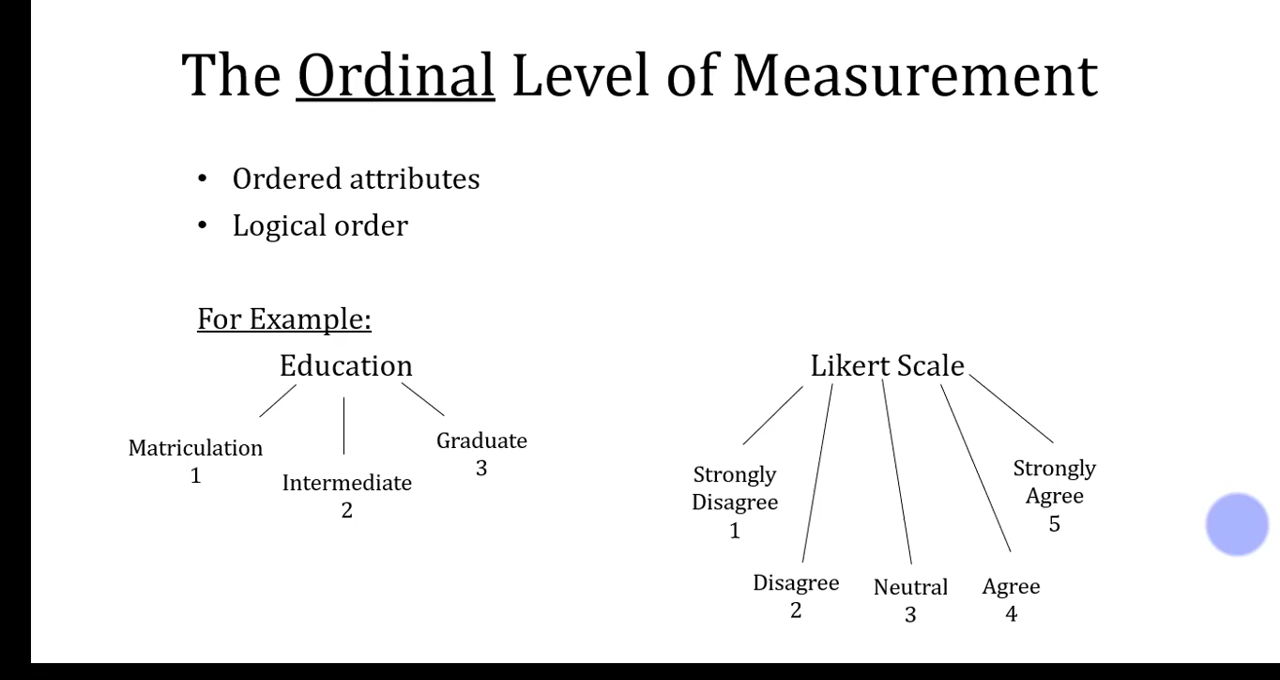 The Ordinal Level of Measurement
• Ordered attributes
• Logical order
For Example:
Education
Matriculation
1
Intermediate
2
Graduate
3
Likert Scale
Strongly
Disagree
1
Disagree
2
Neutral
3
Agree
4
Strongly
Agree
5